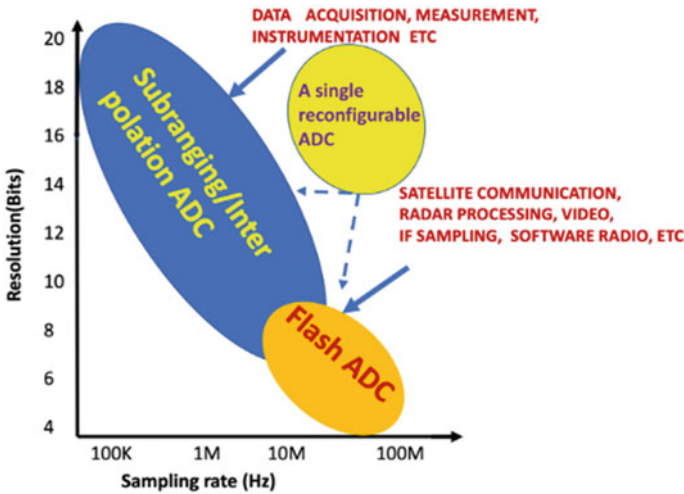 DATA ACQUISITION, MEASUREMENT,
INSTRUMENTATION ETC
20
18
16
14
12
10
8
6
4
Resolution(Bits)
Subranging/Inter
polation ADC
A single
reconfigurable
ADC
SATELLITE COMMUNICATION,
RADAR PROCESSING, VIDEO,
IF SAMPLING, SOFTWARE RADIO, ETC
Flash ADC
100K 1M 10M 100M
Sampling rate (Hz)